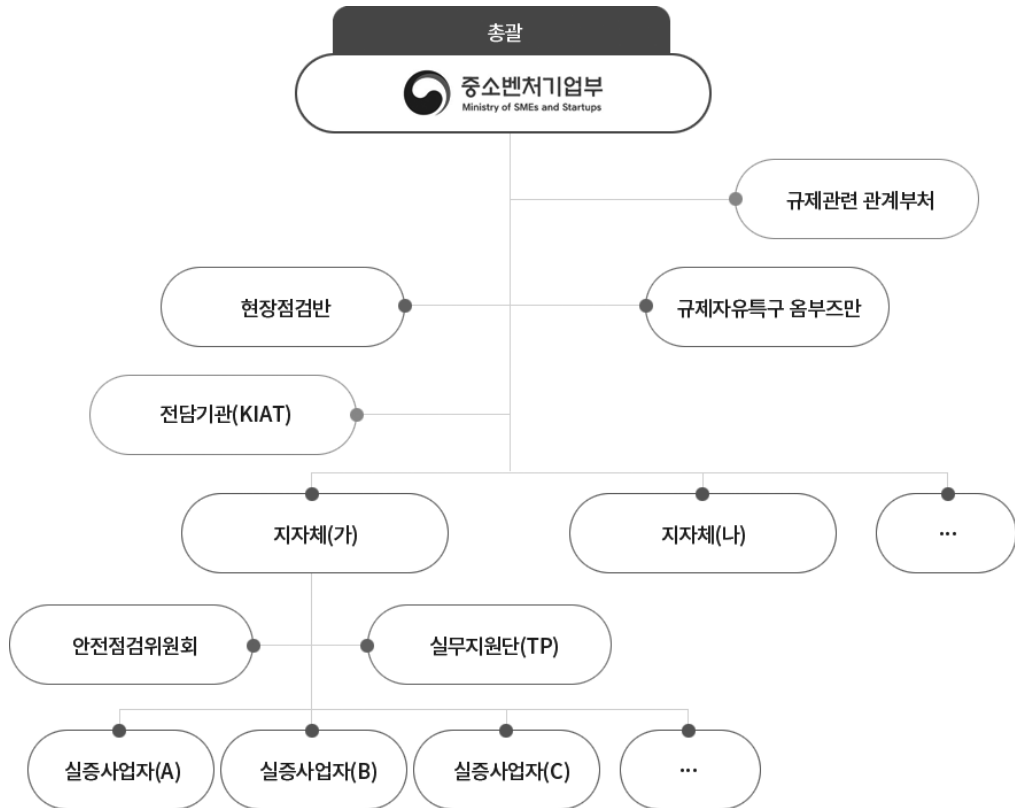 총괄
중소벤처기업부
Ministry of SMEs and Startups
규제관련 관계부처
현장점검반
규제자유특구 옴부즈만
전담기관(KIAT)
지자체(가)
지자체(나)
...
안전점검위원회
실무지원단(TP)
실증사업자(A)
실증사업자(B)
실증사업자(C)
...